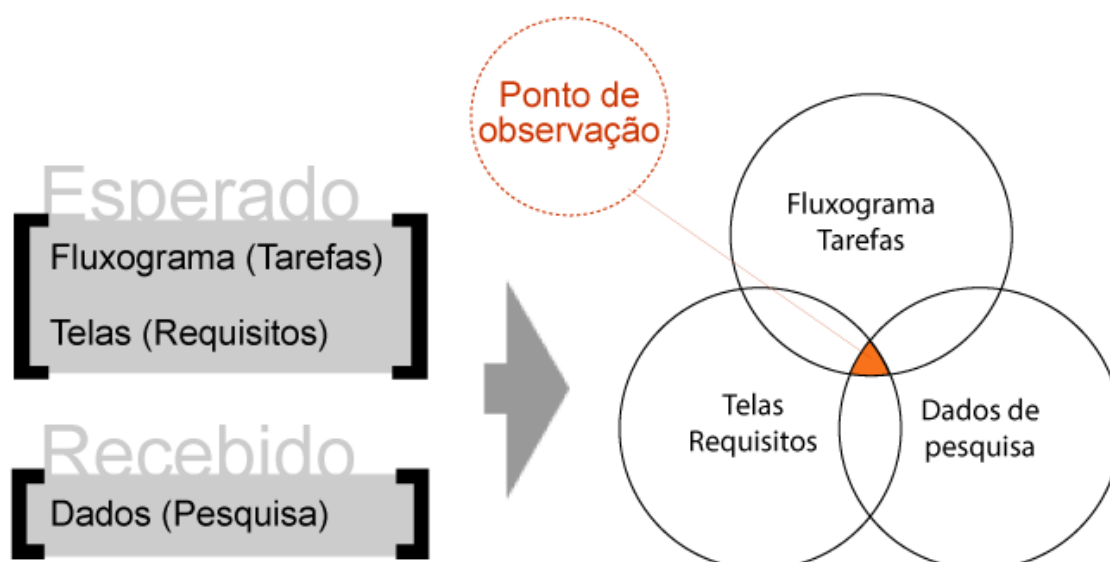 Esperado
Fluxograma (Tarefas)
Telas (Requisitos)
Recebido
Dados (Pesquisa)
Ponto de
observação
Fluxograma
Tarefas
Telas
Requisitos
Dados de
pesquisa